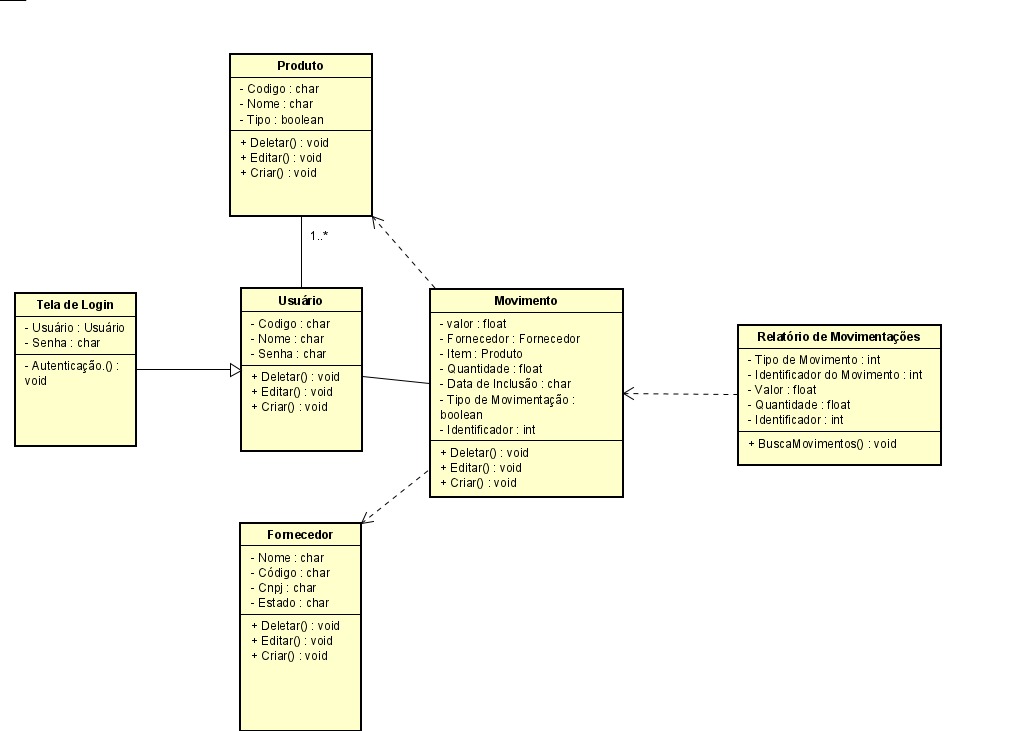 Produto
- Codigo : char
- Nome : char
- Tipo : boolean
+ Deletar() : void
+ Editar() : void
+ Criar() : void
1..*
Tela de Login
- Usuário : Usuário
- Senha : char
- Autenticação.() :
void
Usuário
- Codigo : char
- Nome : char
- Senha : char
+ Deletar() : void
+ Editar() : void
+ Criar() : void
Movimento
- valor : float
- Fornecedor : Fornecedor
- Item : Produto
- Quantidade : float
- Data de Inclusão : char
- Tipo de Movimentação :
boolean
- Identificador : int
+ Deletar() : void
+ Editar() : void
+ Criar() : void
Relatório de Movimentações
- Tipo de Movimento : int
- Identificador do Movimento : int
- Valor : float
- Quantidade : float
- Identificador : int
+ BuscaMovimentos() : void
Fornecedor
- Nome : char
- Código : char
- Cnpj : char
- Estado : char
+ Deletar() : void
+ Editar() : void
+ Criar() : void